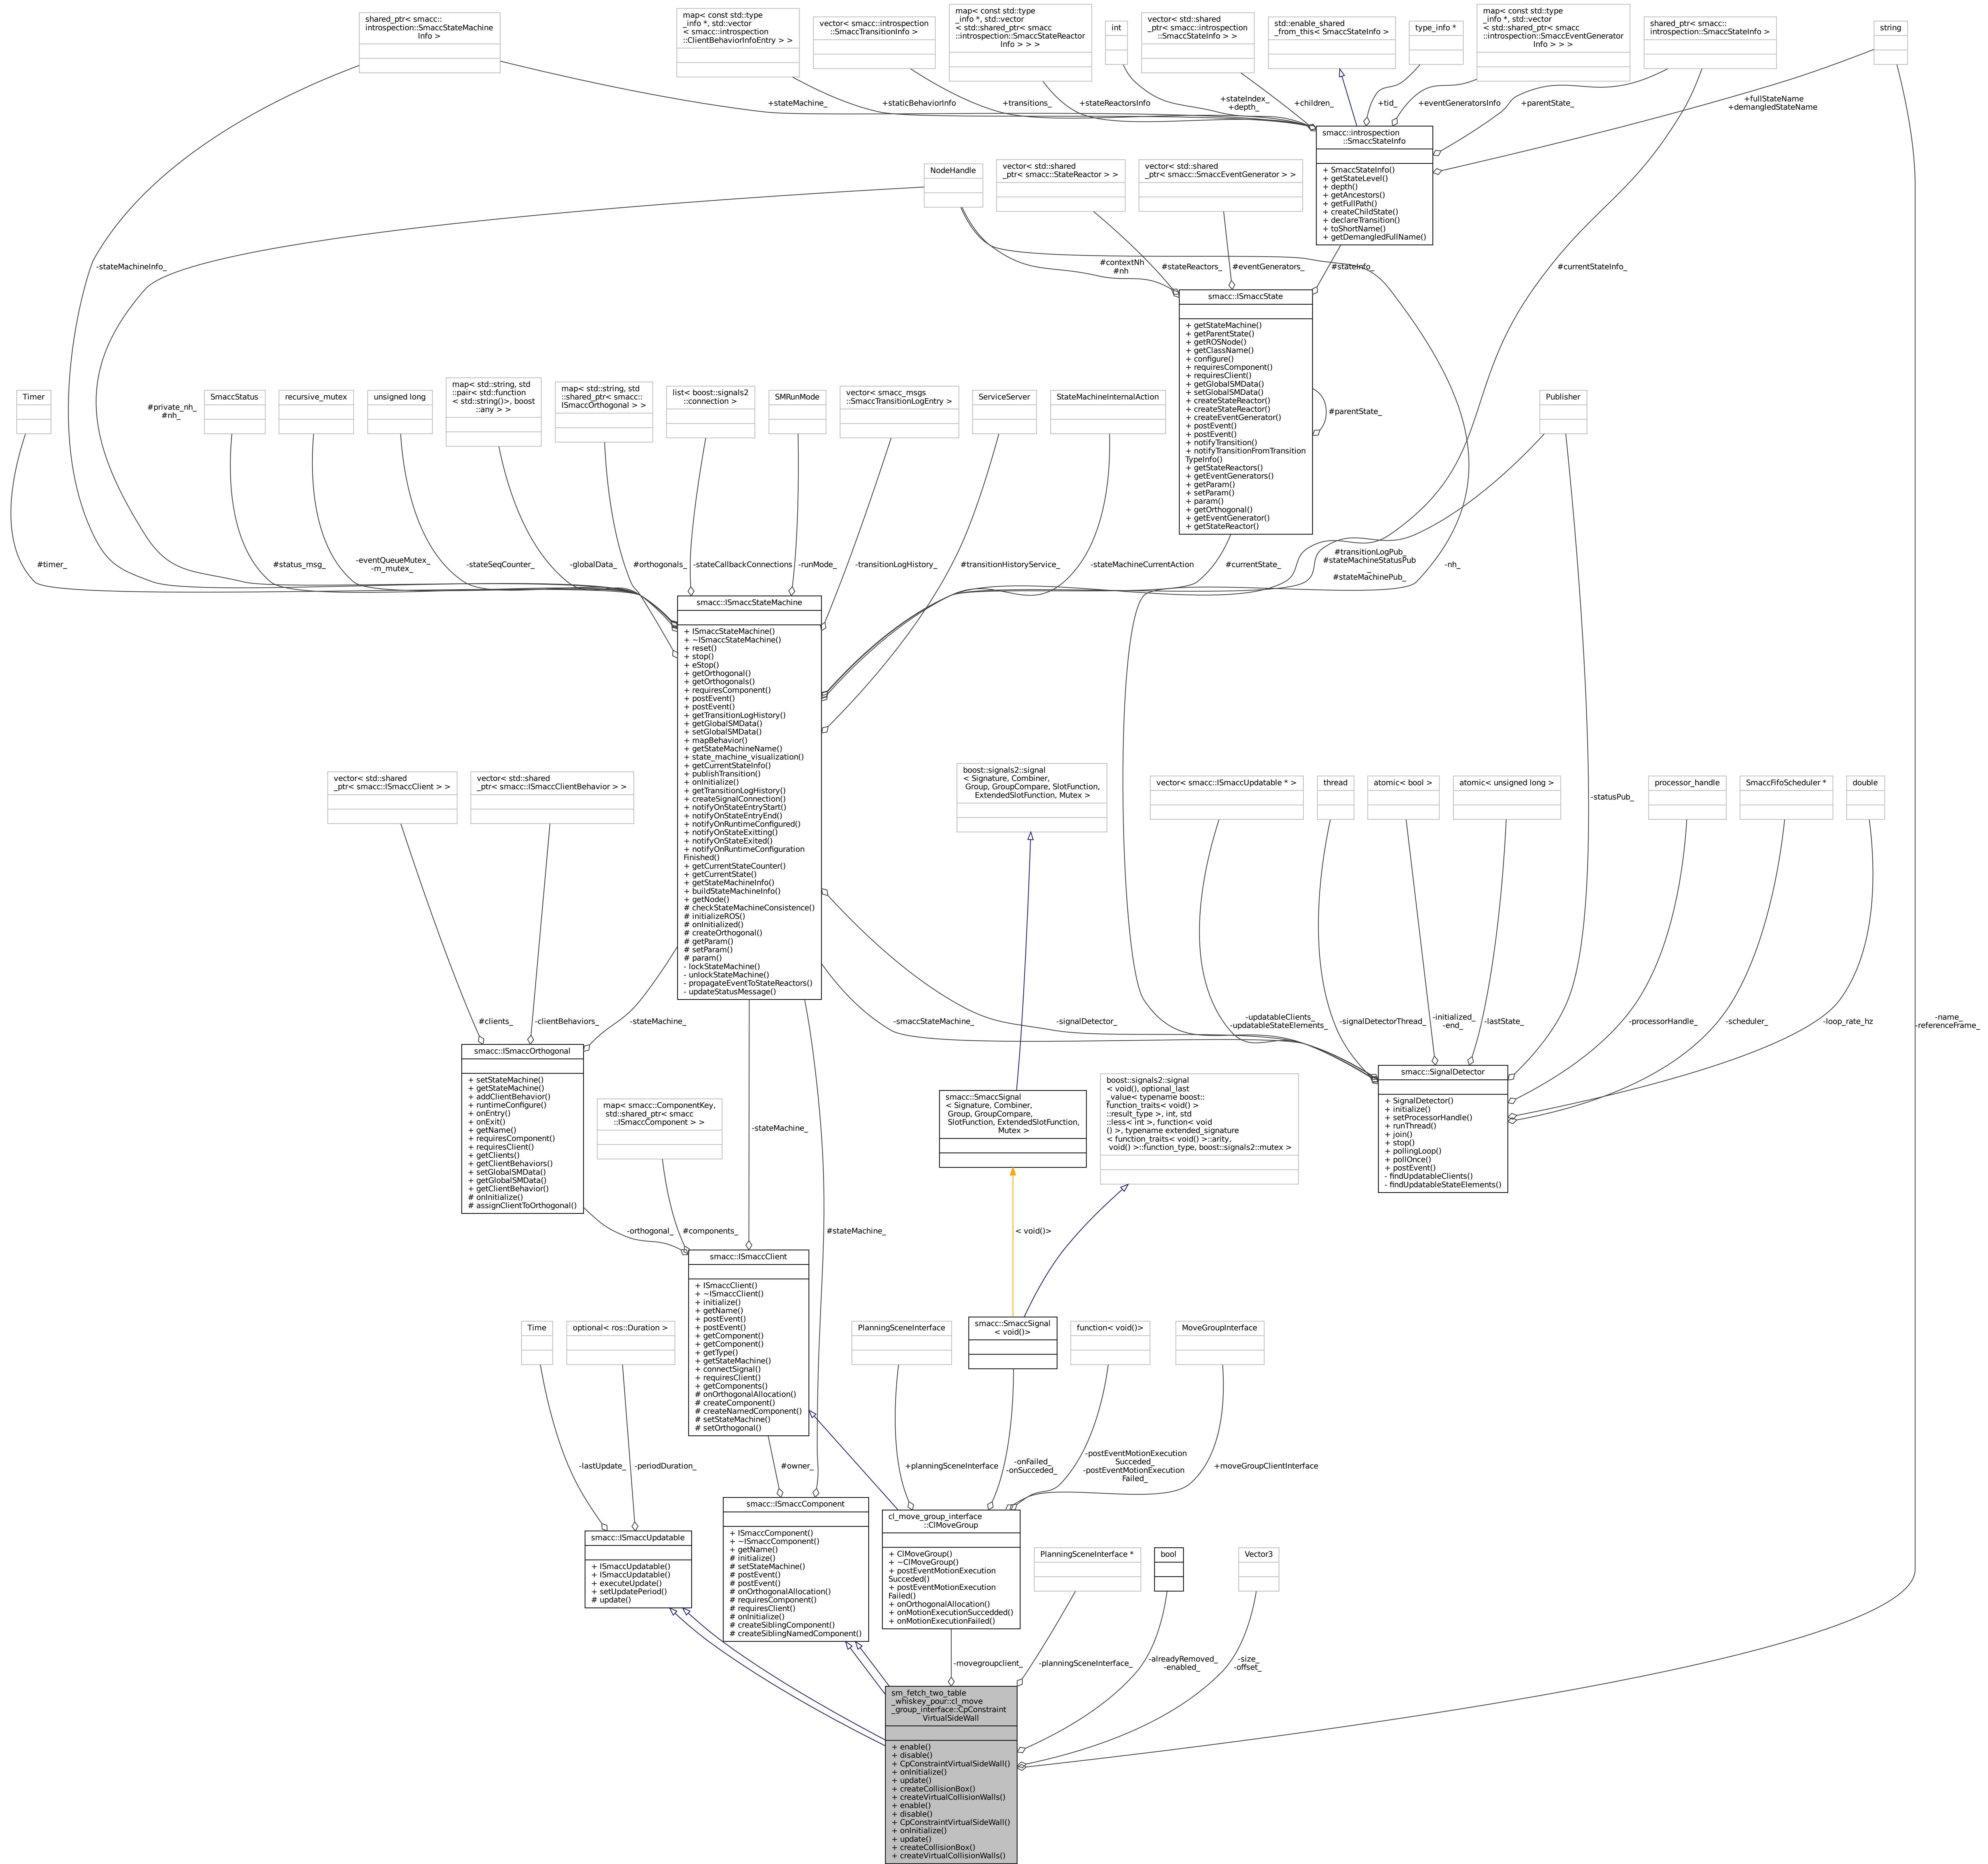 shared_ptr< smacc::
introspection::SmaccStateMachine
Info >
map< const std::type
_info *, std::vector
< smacc::introspection
::ClientBehaviorInfoEntry > >
vector< smacc::introspection
::SmaccTransitionInfo >
map< const std::type
_info *, std::vector
< std::shared_ptr< smacc
::introspection::SmaccStateReactor
Info > > >
int
vector< std::shared
_ptr< smacc::introspection
::SmaccStateInfo > >
std::enable_shared
_from_this< SmaccStateInfo >
type_info *
map< const std::type
_info *, std::vector
< std::shared_ptr< smacc
::introspection::SmaccEventGenerator
Info > > >
shared_ptr< smacc::
introspection::SmaccStateInfo >
string
+stateMachine_
+staticBehaviorInfo
+transitions_
+stateReactorsInfo
+stateIndex_
+depth_
+children_
+tid_
+eventGeneratorsInfo
+parentState_
+fullStateName
+demangledStateName
smacc::introspection
::SmaccStateInfo
+ SmaccStateInfo()
+ getStateLevel()
+ depth()
+ getAncestors()
+ getFullPath()
+ createChildState()
+ declareTransition()
+ toShortName()
+ getDemangledFullName()
NodeHandle
vector< std::shared
_ptr< smacc::StateReactor > >
vector< std::shared
_ptr< smacc::SmaccEventGenerator > >
-stateMachineInfo_
#contextNh
#nh
#stateReactors_
#eventGenerators_
#stateInfo_
#currentStateInfo_
smacc::ISmaccState
+ getStateMachine()
+ getParentState()
+ getROSNode()
+ getClassName()
+ configure()
+ requiresComponent()
+ requiresClient()
+ getGlobalSMData()
+ setGlobalSMData()
+ createStateReactor()
+ createStateReactor()
+ createEventGenerator()
+ postEvent()
+ postEvent()
+ notifyTransition()
+ notifyTransitionFromTransition
TypeInfo()
+ getStateReactors()
+ getEventGenerators()
+ getParam()
+ setParam()
+ param()
+ getOrthogonal()
+ getEventGenerator()
+ getStateReactor()
#parentState_
Timer
#private_nh_
#nh_
SmaccStatus
recursive_mutex
unsigned long
map< std::string, std
::pair< std::function
< std::string()>, boost
::any > >
map< std::string, std
::shared_ptr< smacc::
ISmaccOrthogonal > >
list< boost::signals2
::connection >
SMRunMode
vector< smacc_msgs
::SmaccTransitionLogEntry >
ServiceServer
StateMachineInternalAction
Publisher
#timer_
#status_msg_
-eventQueueMutex_
-m_mutex_
-stateSeqCounter_
-globalData_
#orthogonals_
-stateCallbackConnections
-runMode_
-transitionLogHistory_
#transitionHistoryService_
-stateMachineCurrentAction
#currentState_
#transitionLogPub_
#stateMachineStatusPub
_
#stateMachinePub_
-nh_
smacc::ISmaccStateMachine
+ ISmaccStateMachine()
+ ~ISmaccStateMachine()
+ reset()
+ stop()
+ eStop()
+ getOrthogonal()
+ getOrthogonals()
+ requiresComponent()
+ postEvent()
+ postEvent()
+ getTransitionLogHistory()
+ getGlobalSMData()
+ setGlobalSMData()
+ mapBehavior()
+ getStateMachineName()
+ state_machine_visualization()
+ getCurrentStateInfo()
+ publishTransition()
+ onInitialize()
+ getTransitionLogHistory()
+ createSignalConnection()
+ notifyOnStateEntryStart()
+ notifyOnStateEntryEnd()
+ notifyOnRuntimeConfigured()
+ notifyOnStateExitting()
+ notifyOnStateExited()
+ notifyOnRuntimeConfiguration
Finished()
+ getCurrentStateCounter()
+ getCurrentState()
+ getStateMachineInfo()
+ buildStateMachineInfo()
+ getNode()
# checkStateMachineConsistence()
# initializeROS()
# onInitialized()
# createOrthogonal()
# getParam()
# setParam()
# param()
- lockStateMachine()
- unlockStateMachine()
- propagateEventToStateReactors()
- updateStatusMessage()
vector< std::shared
_ptr< smacc::ISmaccClient > >
vector< std::shared
_ptr< smacc::ISmaccClientBehavior > >
boost::signals2::signal
< Signature, Combiner,
Group, GroupCompare, SlotFunction,
ExtendedSlotFunction, Mutex >
vector< smacc::ISmaccUpdatable * >
thread
atomic< bool >
atomic< unsigned long >
-statusPub_
processor_handle
SmaccFifoScheduler *
double
#clients_
-clientBehaviors_
-stateMachine_
-smaccStateMachine_
-signalDetector_
-updatableClients_
-updatableStateElements_
-signalDetectorThread_
-initialized_
-end_
-lastState_
-processorHandle_
-scheduler_
-loop_rate_hz
-name_
-referenceFrame_
smacc::ISmaccOrthogonal
+ setStateMachine()
+ getStateMachine()
+ addClientBehavior()
+ runtimeConfigure()
+ onEntry()
+ onExit()
+ getName()
+ requiresComponent()
+ requiresClient()
+ getClients()
+ getClientBehaviors()
+ setGlobalSMData()
+ getGlobalSMData()
+ getClientBehavior()
# onInitialize()
# assignClientToOrthogonal()
map< smacc::ComponentKey,
std::shared_ptr< smacc
::ISmaccComponent > >
-stateMachine_
smacc::SmaccSignal
< Signature, Combiner,
Group, GroupCompare,
SlotFunction, ExtendedSlotFunction,
Mutex >
boost::signals2::signal
< void(), optional_last
_value< typename boost::
function_traits< void() >
::result_type >, int, std
::less< int >, function< void
() >, typename extended_signature
< function_traits< void() >::arity,
void() >::function_type, boost::signals2::mutex >
smacc::SignalDetector
+ SignalDetector()
+ initialize()
+ setProcessorHandle()
+ runThread()
+ join()
+ stop()
+ pollingLoop()
+ pollOnce()
+ postEvent()
- findUpdatableClients()
- findUpdatableStateElements()
-orthogonal_
#components_
#stateMachine_
< void()>
smacc::ISmaccClient
+ ISmaccClient()
+ ~ISmaccClient()
+ initialize()
+ getName()
+ postEvent()
+ postEvent()
+ getComponent()
+ getComponent()
+ getType()
+ getStateMachine()
+ connectSignal()
+ requiresClient()
+ getComponents()
# onOrthogonalAllocation()
# createComponent()
# createNamedComponent()
# setStateMachine()
# setOrthogonal()
Time
optional< ros::Duration >
PlanningSceneInterface
smacc::SmaccSignal
< void()>
function< void()>
MoveGroupInterface
-lastUpdate_
-periodDuration_
#owner_
+planningSceneInterface
-onFailed_
-onSucceded_
-postEventMotionExecution
Succeded_
-postEventMotionExecution
Failed_
+moveGroupClientInterface
smacc::ISmaccUpdatable
+ ISmaccUpdatable()
+ ISmaccUpdatable()
+ executeUpdate()
+ setUpdatePeriod()
# update()
smacc::ISmaccComponent
+ ISmaccComponent()
+ ~ISmaccComponent()
+ getName()
# initialize()
# setStateMachine()
# postEvent()
# postEvent()
# onOrthogonalAllocation()
# requiresComponent()
# requiresClient()
# onInitialize()
# createSiblingComponent()
# createSiblingNamedComponent()
cl_move_group_interface
::ClMoveGroup
+ ClMoveGroup()
+ ~ClMoveGroup()
+ postEventMotionExecution
Succeded()
+ postEventMotionExecution
Failed()
+ onOrthogonalAllocation()
+ onMotionExecutionSuccedded()
+ onMotionExecutionFailed()
PlanningSceneInterface *
bool
Vector3
-movegroupclient_
-planningSceneInterface_
-alreadyRemoved_
-enabled_
-size_
-offset_
sm_fetch_two_table
_whiskey_pour::cl_move
_group_interface::CpConstraint
VirtualSideWall
+ enable()
+ disable()
+ CpConstraintVirtualSideWall()
+ onInitialize()
+ update()
+ createCollisionBox()
+ createVirtualCollisionWalls()
+ enable()
+ disable()
+ CpConstraintVirtualSideWall()
+ onInitialize()
+ update()
+ createCollisionBox()
+ createVirtualCollisionWalls()